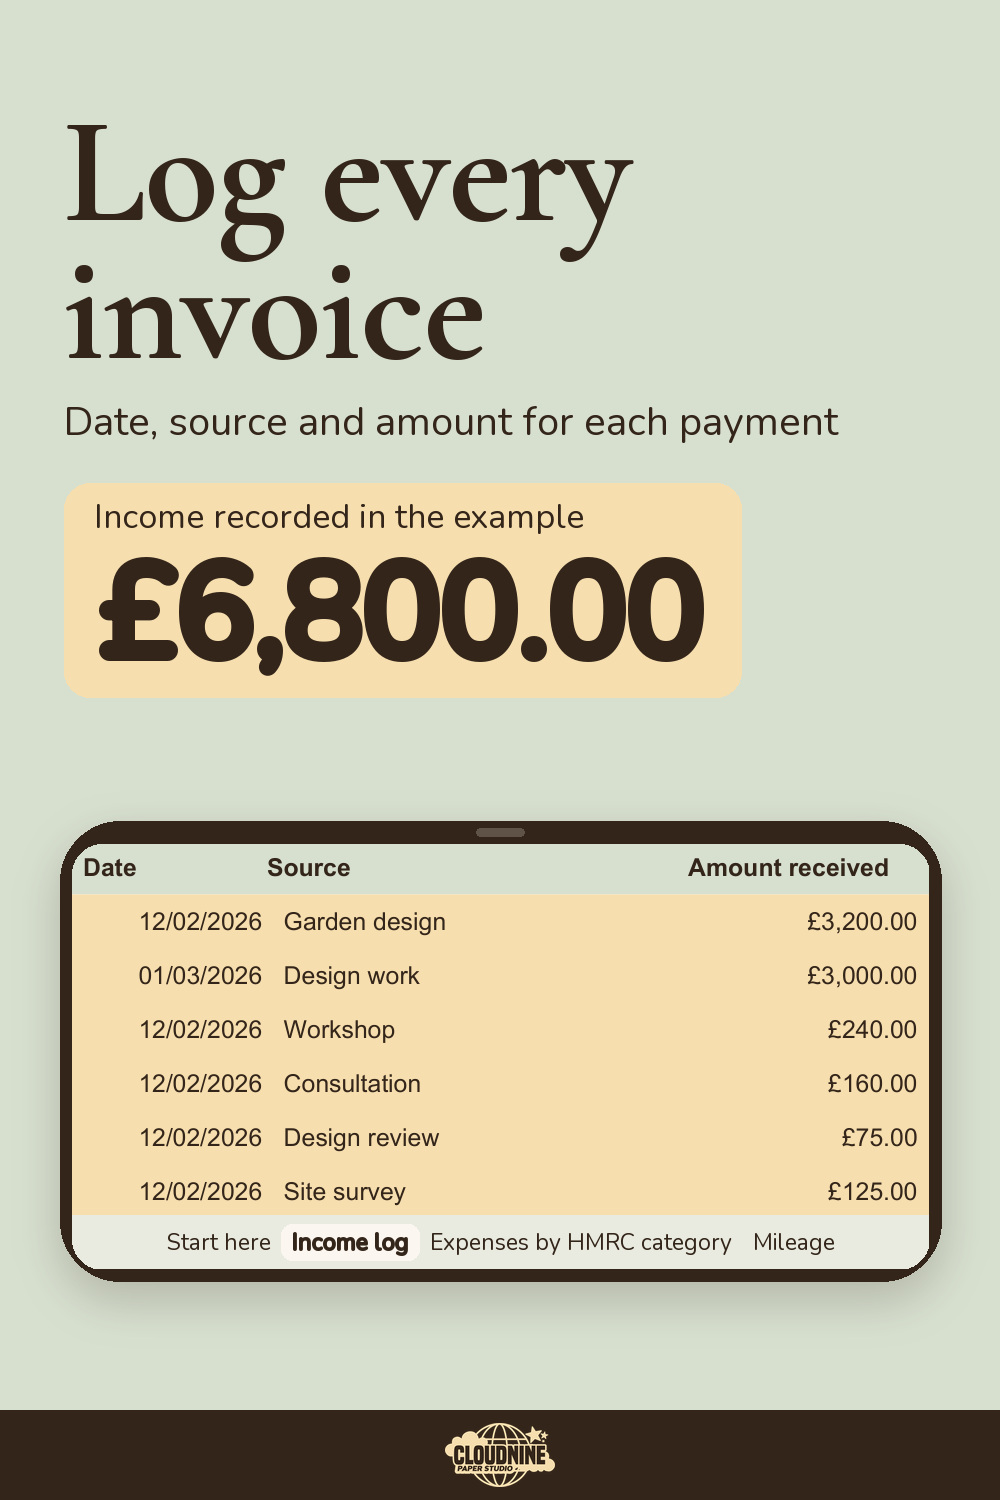 Log every
invoice
Date, source and amount for each payment
Income recorded in the example
£6,800.00
Date Source Amount received
12/02/2026 Garden design £3,200.00
01/03/2026 Design work £3,000.00
12/02/2026 Workshop £240.00
12/02/2026 Consultation £160.00
12/02/2026 Design review £75.00
12/02/2026 Site survey £125.00
Start here Income log Expenses by HMRC category Mileage
CLOUDNINE
PAPER STUDIO